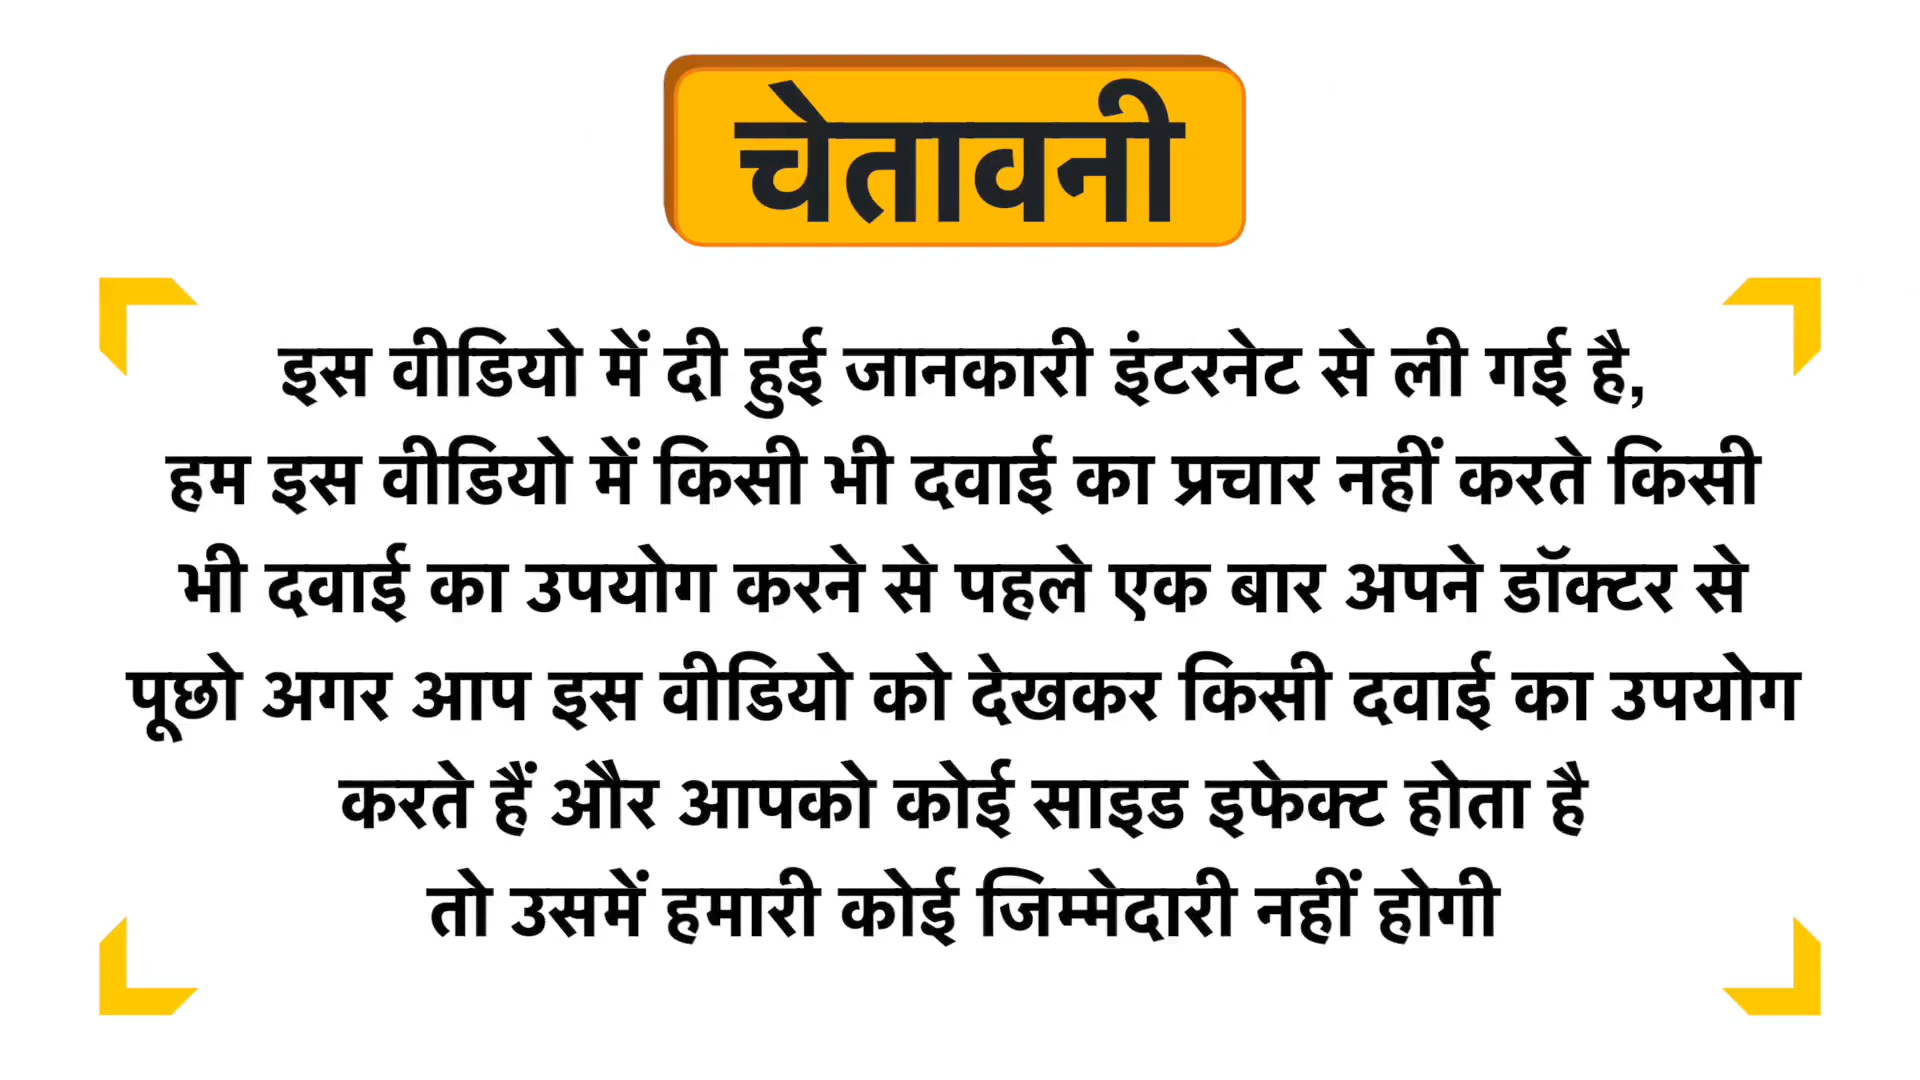 चेतावनी
इस वीडियो में दी हुई जानकारी इंटरनेट से ली गई है,
हम इस वीडियो में किसी भी दवाई का प्रचार नहीं करते किसी
भी दवाई का उपयोग करने से पहले एक बार अपने डॉक्टर से
पूछो अगर आप इस वीडियो को देखकर किसी दवाई का उपयोग
करते हैं और आपको कोई साइड इफेक्ट होता है
तो उसमें हमारी कोई जिम्मेदारी नहीं होगी